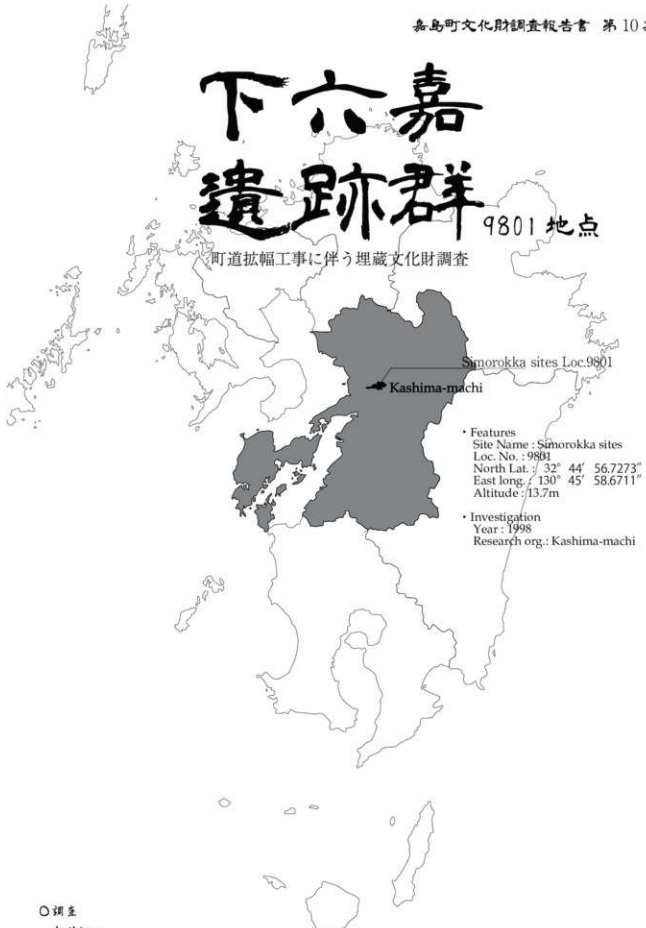 嘉島町文化財調査報告書 第10
下六嘉
遺跡群 9801地点
町道拡幅工事に伴う埋蔵文化財調査
Simorokka sites Loc.9801
Kashima-machi
・Features
Site Name : Simorokka sites
Loc. No. : 9801
North Lat. : 32° 44′ 56.7273″
East long. : 130° 45′ 58.6711″
Altitude : 13.7m
・Investigation
Year : 1998
Research org.: Kashima-machi
○調査